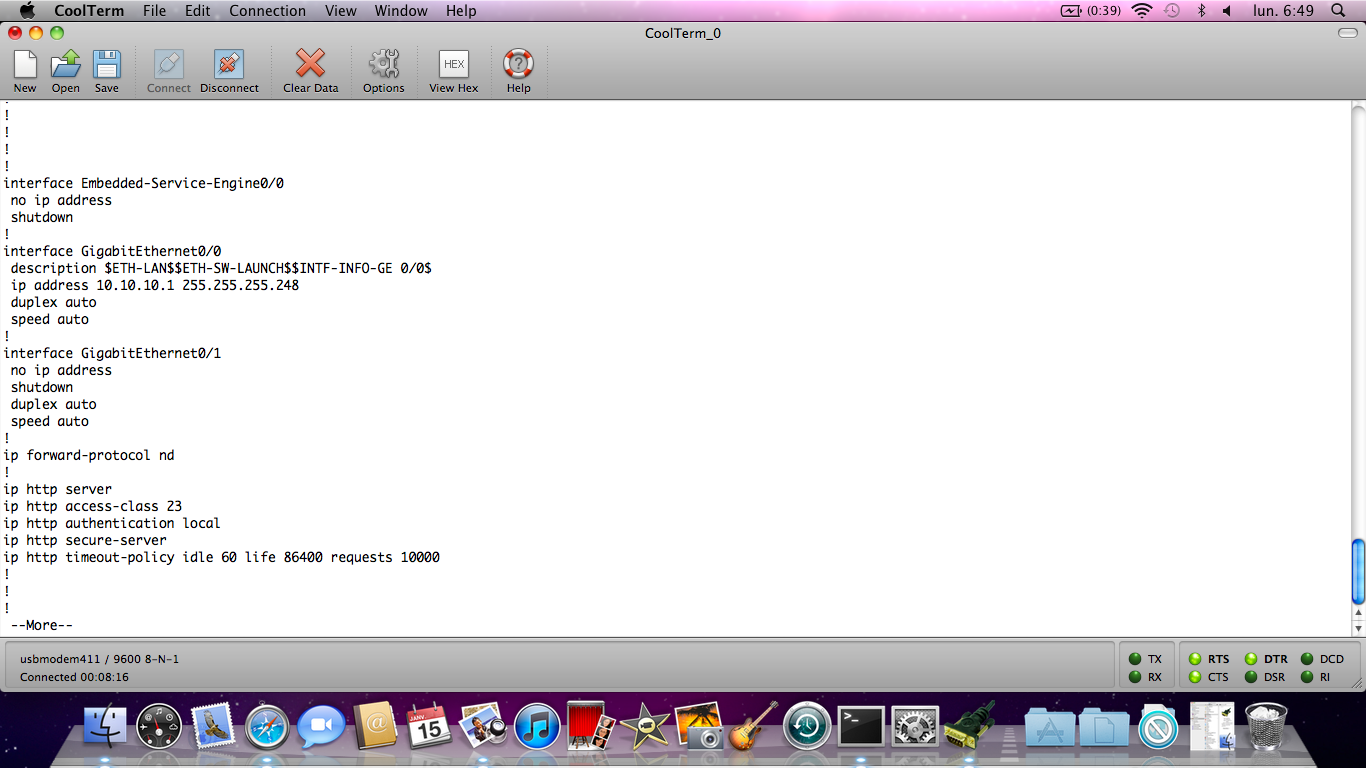 CoolTerm File Edit Connection View Window Help (0:39) lun. 6:49
CoolTerm_0
HEX
New Open Save Connect Disconnect Clear Data Options View Hex Help
!
!
!
!
!
interface Embedded-Service-Engine0/0
no ip address
shutdown
!
interface GigabitEthernet0/0
description $ETH-LAN$$ETH-SW-LAUNCH$$INTF-INFO-GE 0/0$
ip address 10.10.10.1 255.255.255.248
duplex auto
speed auto
!
interface GigabitEthernet0/1
no ip address
shutdown
duplex auto
speed auto
!
ip forward-protocol nd
!
ip http server
ip http access-class 23
ip http authentication local
ip http secure-server
ip http timeout-policy idle 60 life 86400 requests 10000
!
!
!
--More--
usbmodem411 / 9600 8-N-1
Connected 00:08:16
TX RTS DTR DCD
RX CTS DSR RI
JANV.
15